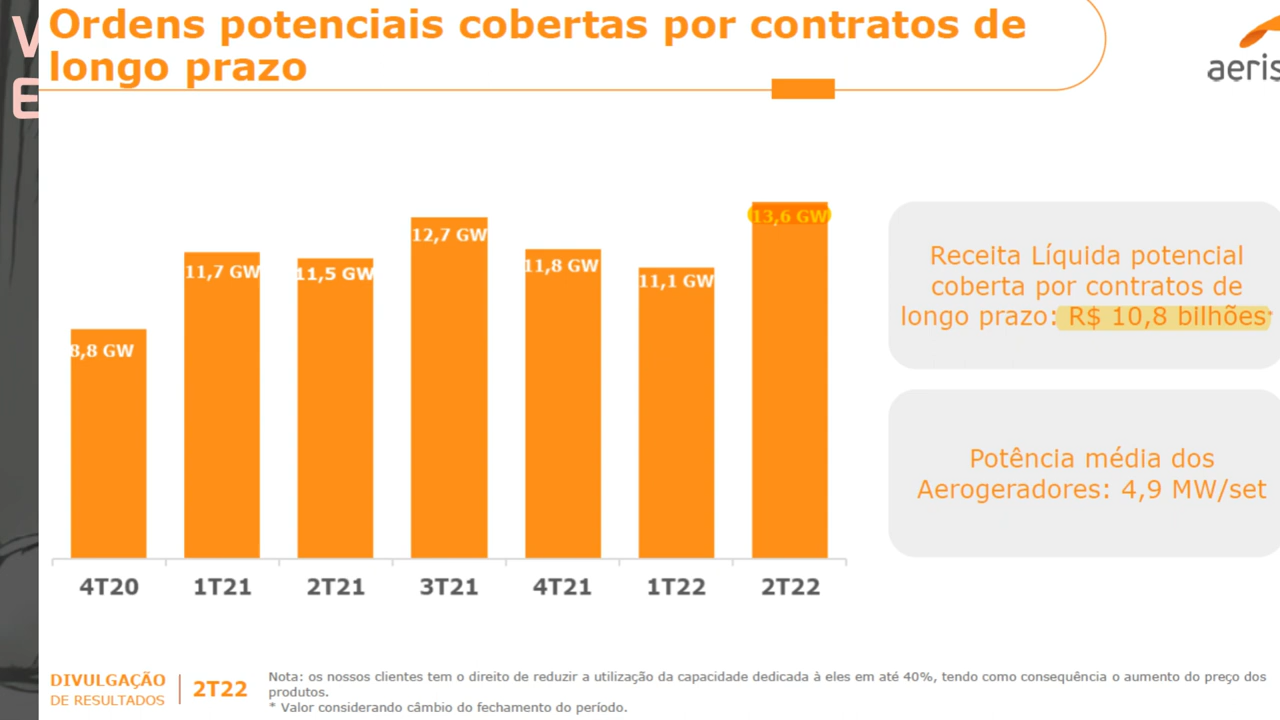 Ordens potenciais cobertas por contratos de
longo prazo
aeris
8,8 GW
11,7 GW
11,5 GW
12,7 GW
11,8 GW
11,1 GW
13,6 GW
4T20
1T21
2T21
3T21
4T21
1T22
2T22
Receita Líquida potencial
coberta por contratos de
longo prazo: R$ 10,8 bilhões*
Potência média dos
Aerogeradores: 4,9 MW/set
DIVULGAÇÃO
DE RESULTADOS
2T22
Nota: os nossos clientes tem o direito de reduzir a utilização da capacidade dedicada à eles em até 40%, tendo como consequência o aumento do preço dos
produtos.
* Valor considerando câmbio do fechamento do período.